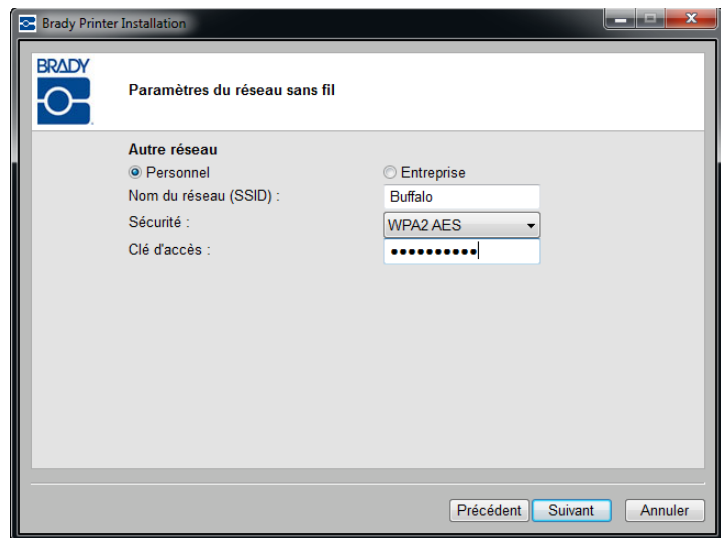 Brady Printer Installation
BRADY
Paramètres du réseau sans fil
Autre réseau
Personnel Entreprise
Nom du réseau (SSID) : Buffalo
Sécurité : WPA2 AES
Clé d'accès : ●●●●●●●●●●
Précédent Suivant Annuler